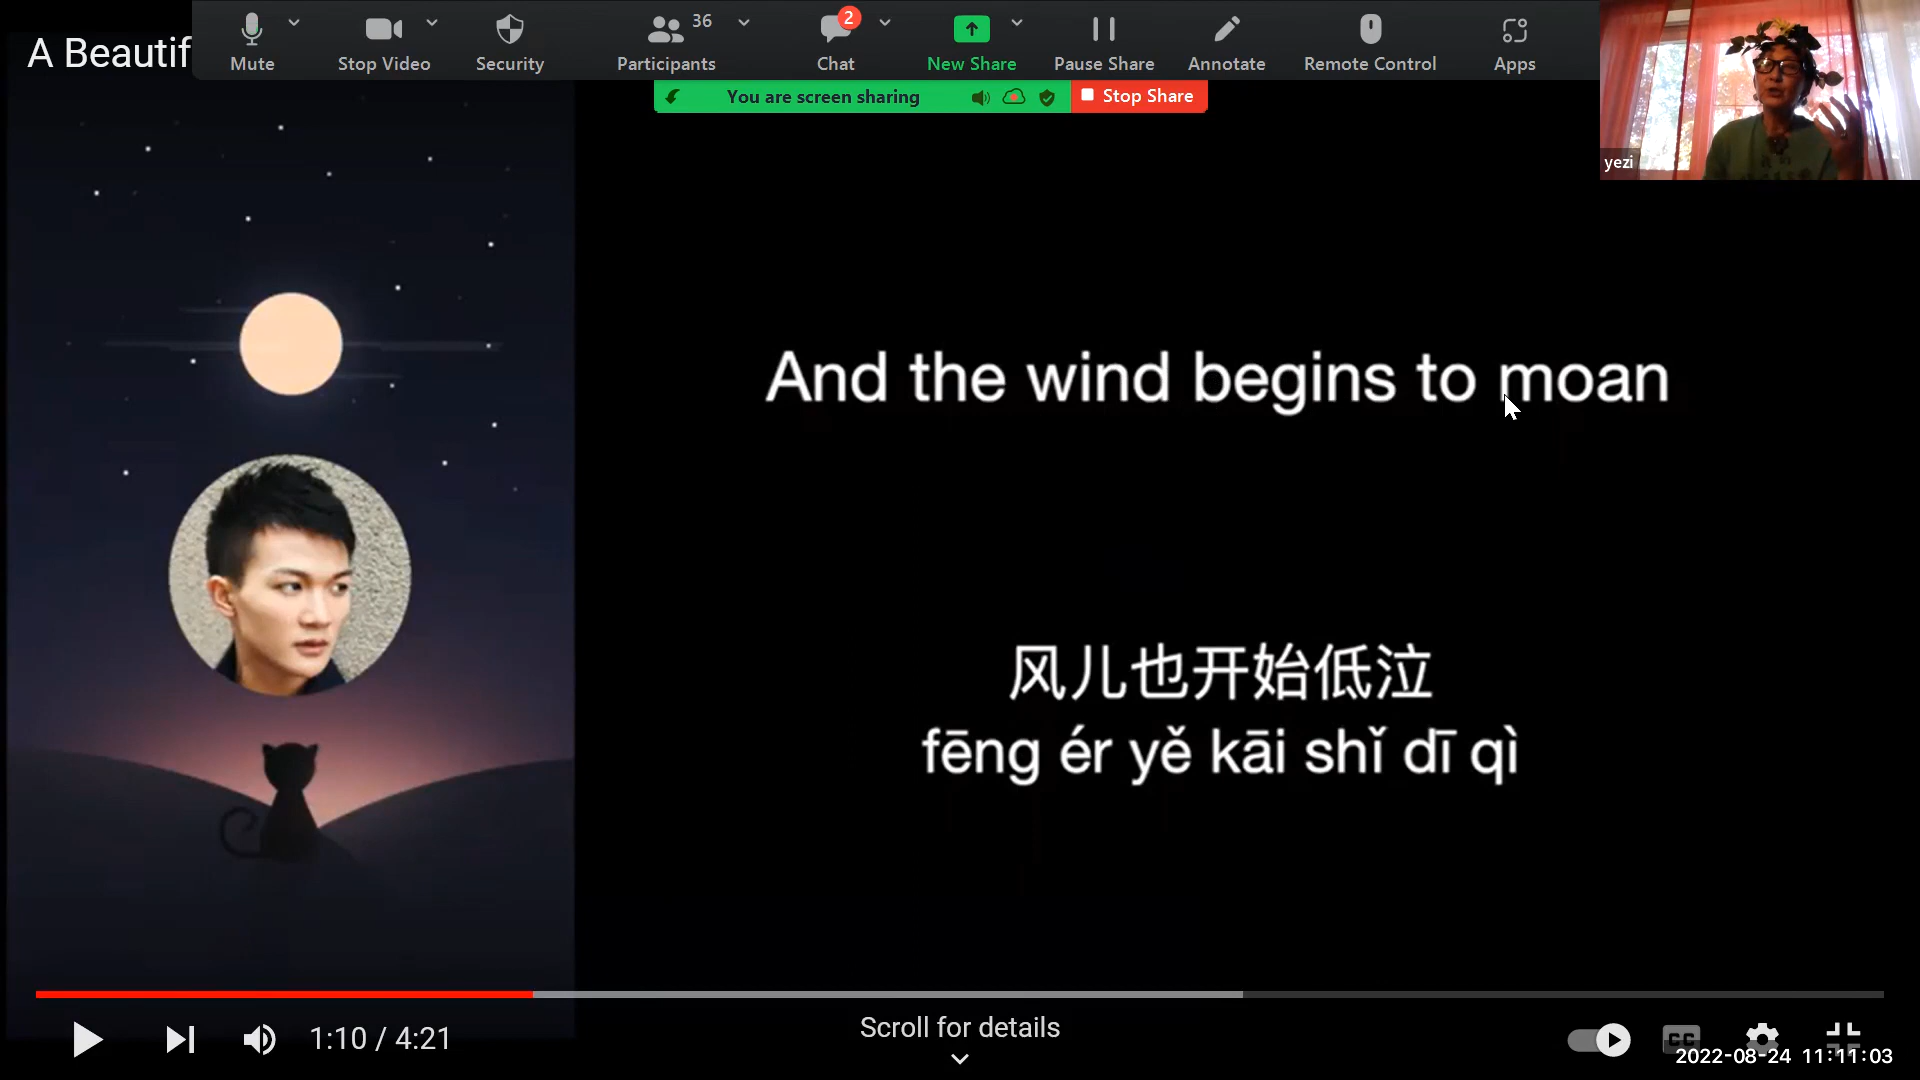 A Beautif
Mute
Stop Video
Security
36
Participants
2
Chat
New Share
Pause Share
Annotate
Remote Control
Apps
You are screen sharing
Stop Share
yezi
And the wind begins to moan
风儿也开始低泣
fēng ér yě kāi shǐ dī qì
1:10 / 4:21
Scroll for details
CC
2022-08-24 11:11:03